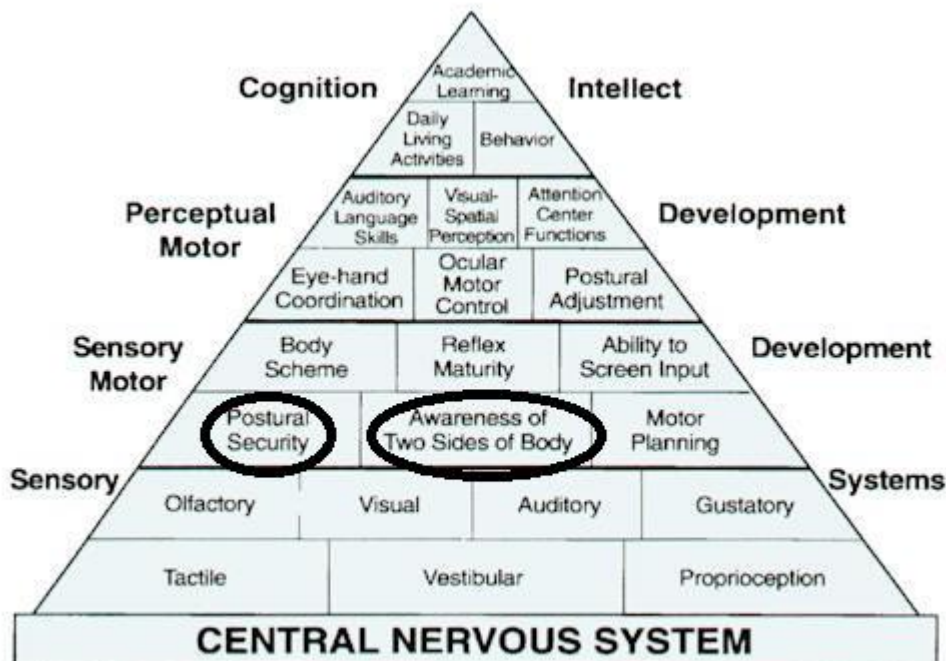 Academic
Learning
Cognition
Intellect
Daily
Living
Activities
Behavior
Auditory
Language
Skills
Visual-
Spatial
Perception
Attention
Center
Functions
Perceptual
Motor
Development
Eye-hand
Coordination
Ocular
Motor
Control
Postural
Adjustment
Sensory
Motor
Body
Scheme
Reflex
Maturity
Ability to
Screen Input
Development
Postural
Security
Awareness of
Two Sides of Body
Motor
Planning
Sensory
Systems
Olfactory
Visual
Auditory
Gustatory
Tactile
Vestibular
Proprioception
CENTRAL NERVOUS SYSTEM